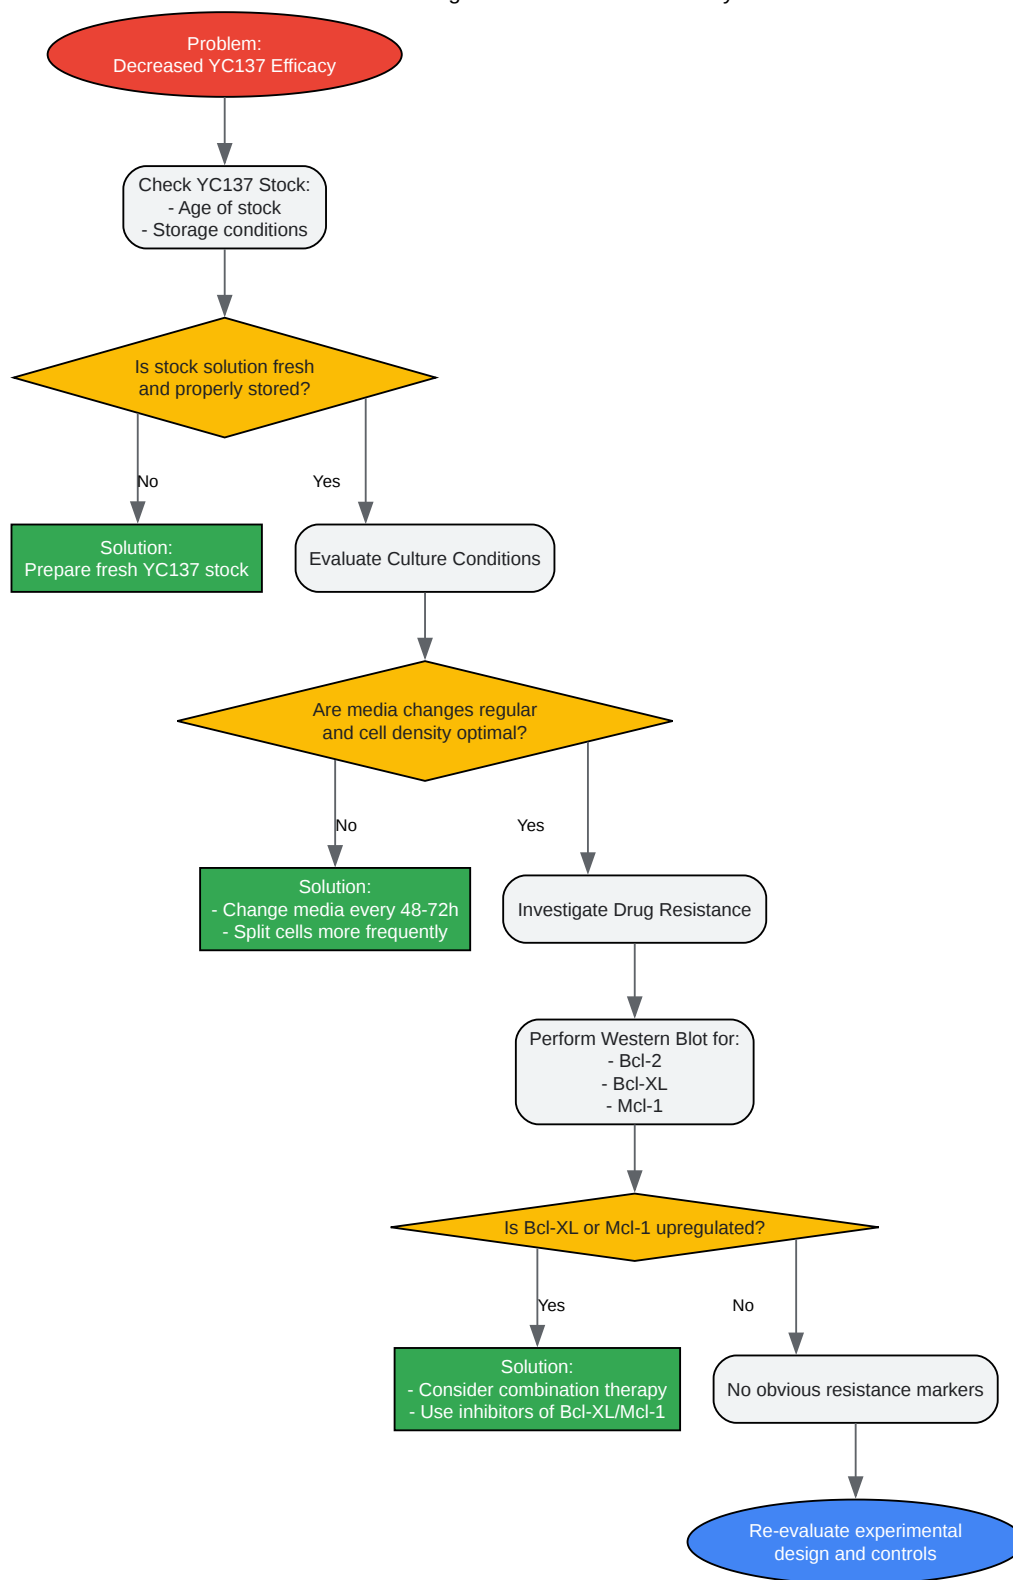 Problem:
Decreased YC137 Efficacy
Check YC137 Stock:
- Age of stock
- Storage conditions
Is stock solution fresh
and properly stored?
No
Yes
Solution:
Prepare fresh YC137 stock
Evaluate Culture Conditions
Are media changes regular
and cell density optimal?
No
Yes
Solution:
- Change media every 48-72h
- Split cells more frequently
Investigate Drug Resistance
Perform Western Blot for:
- Bcl-2
- Bcl-XL
- Mcl-1
Is Bcl-XL or Mcl-1 upregulated?
Yes
No
Solution:
- Consider combination therapy
- Use inhibitors of Bcl-XL/Mcl-1
No obvious resistance markers
Re-evaluate experimental
design and controls